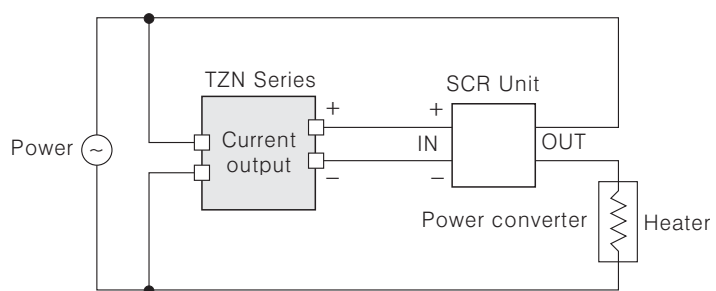 TZN Series
SCR Unit
+
+
Power
~
Current
output
IN
OUT
−
−
Power converter
Heater